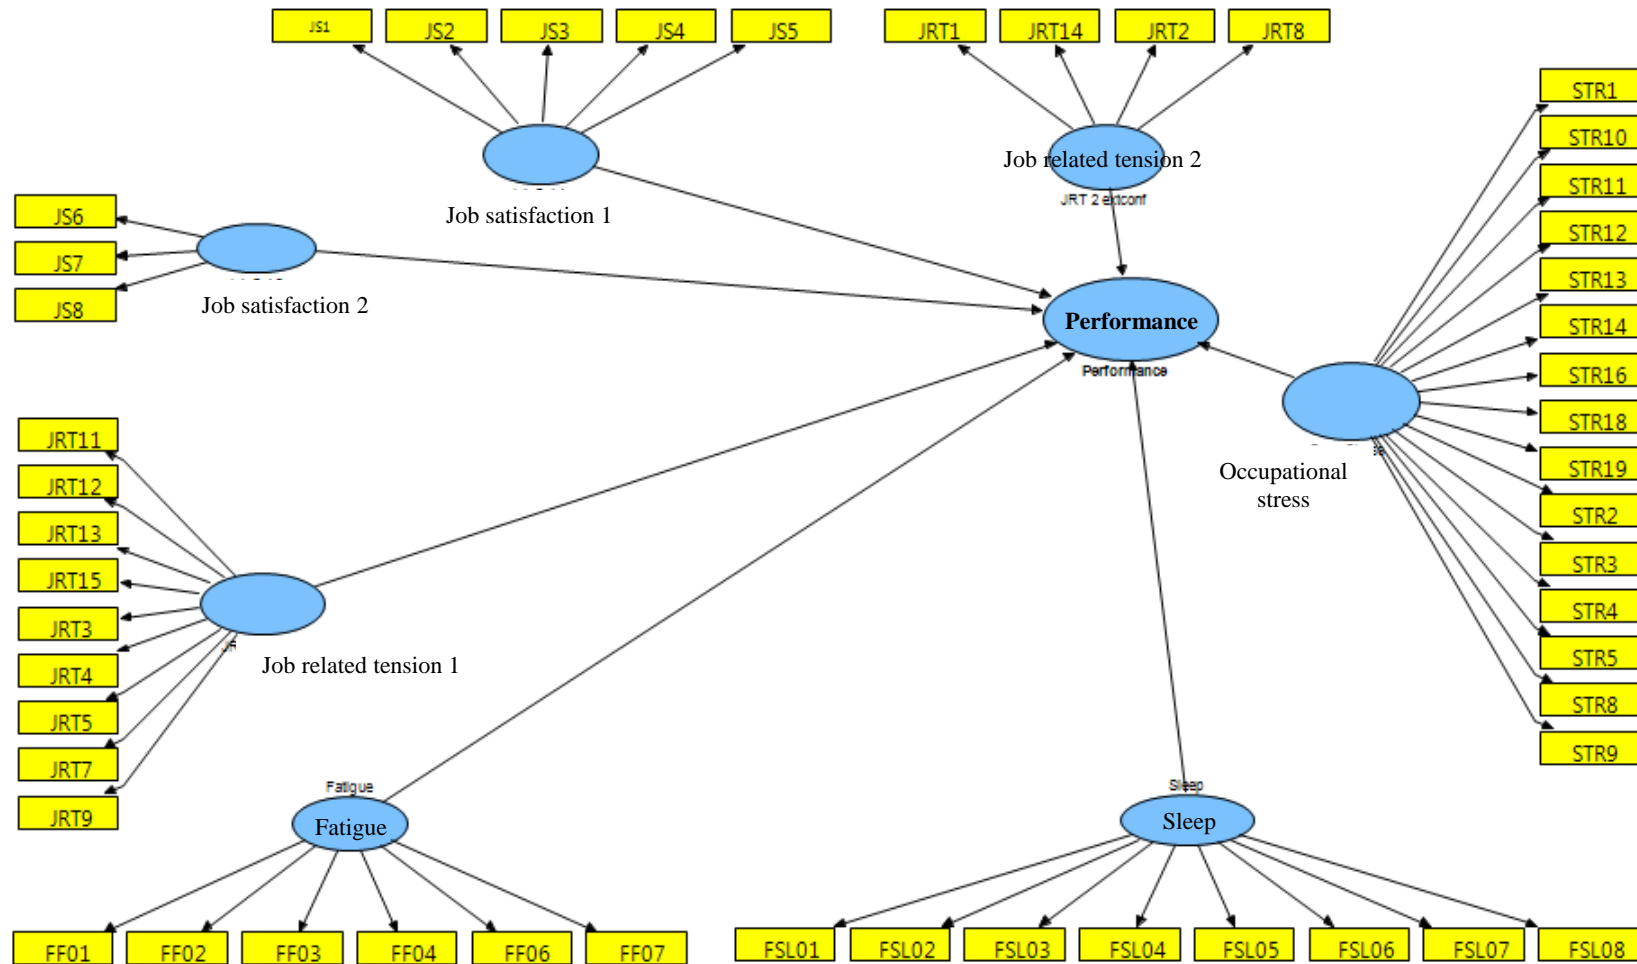 JS1
JS2
JS3
JS4
JS5
JRT1
JRT14
JRT2
JRT8
STR1
STR10
STR11
STR12
STR13
STR14
STR16
STR18
STR19
STR2
STR3
STR4
STR5
STR8
STR9
Job related tension 2
JRT 2 extconf
Job satisfaction 1
JS6
JS7
JS8
Job satisfaction 2
Performance
Performance
Occupational
stress
JRT11
JRT12
JRT13
JRT15
JRT3
JRT4
JRT5
JRT7
JRT9
Job related tension 1
Fatigue
Fatigue
Sleep
Sleep
FF01
FF02
FF03
FF04
FF06
FF07
FSL01
FSL02
FSL03
FSL04
FSL05
FSL06
FSL07
FSL08